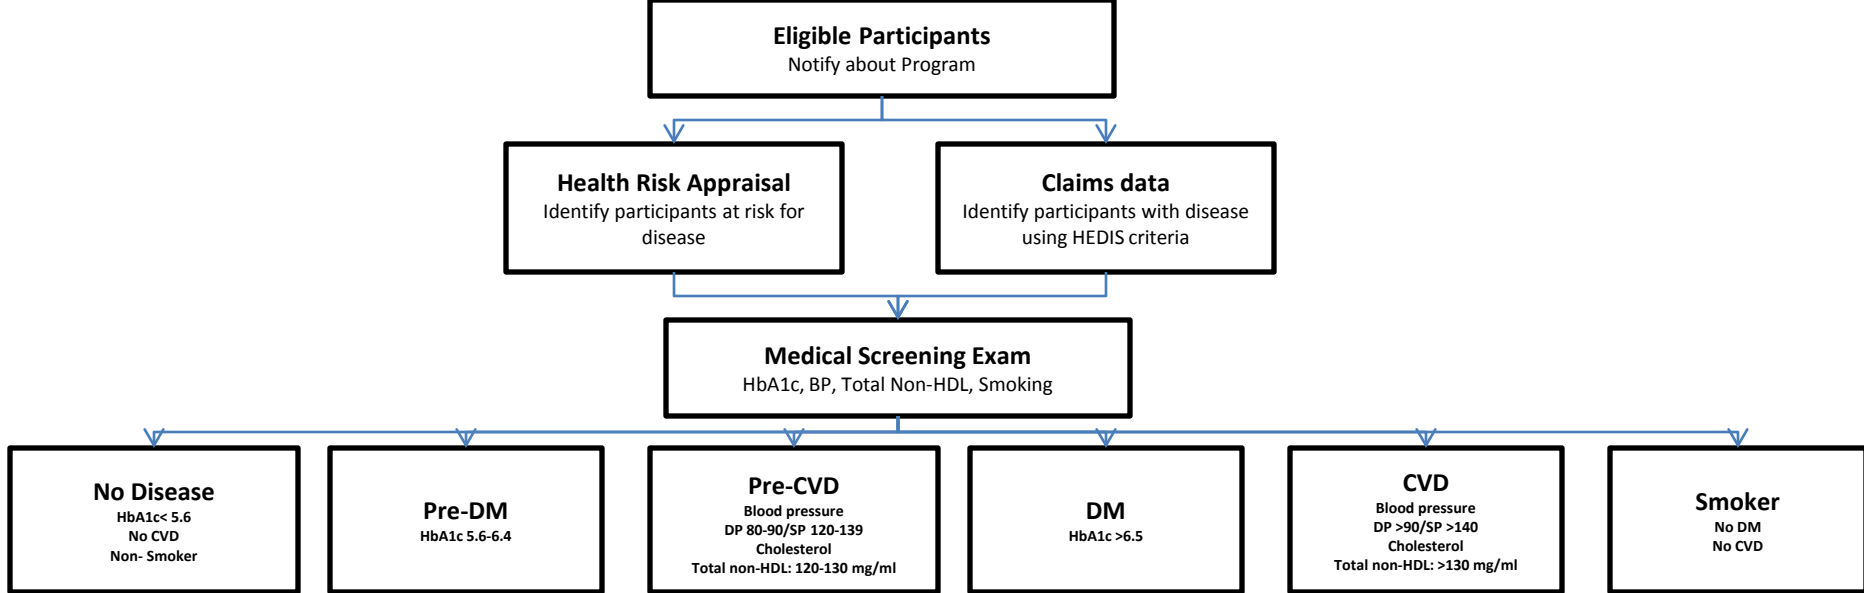 Eligible Participants
Notify about Program
Health Risk Appraisal
Identify participants at risk for
disease
Claims data
Identify participants with disease
using HEDIS criteria
Medical Screening Exam
HbA1c, BP, Total Non-HDL, Smoking
No Disease
HbA1c< 5.6
No CVD
Non- Smoker
Pre-DM
HbA1c 5.6-6.4
Pre-CVD
Blood pressure
DP 80-90/SP 120-139
Cholesterol
Total non-HDL: 120-130 mg/ml
DM
HbA1c >6.5
CVD
Blood pressure
DP >90/SP >140
Cholesterol
Total non-HDL: >130 mg/ml
Smoker
No DM
No CVD